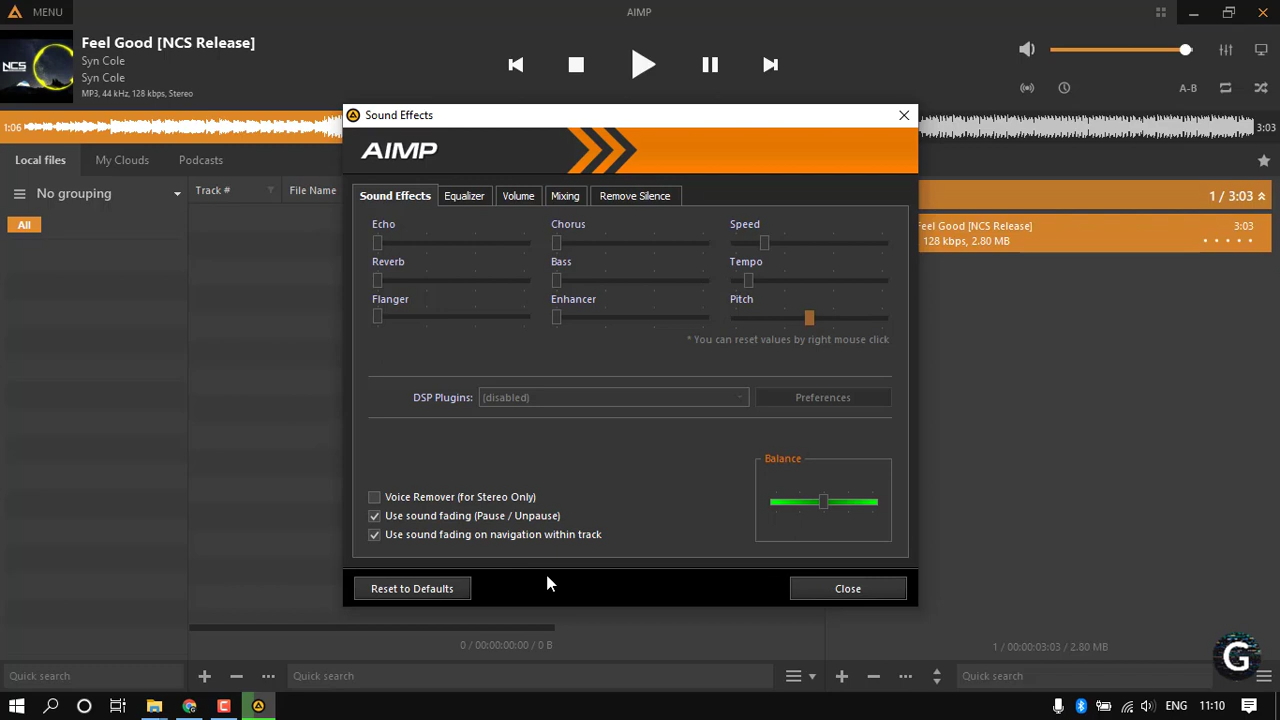 MENU
AIMP
Feel Good [NCS Release]
Syn Cole
Syn Cole
MP3, 44 kHz, 128 kbps, Stereo
NCS
A-B
1:06
3:03
Sound Effects
AIMP
Local files
My Clouds
Podcasts
No grouping
Track #
File Name
All
1 / 3:03
Feel Good [NCS Release]
3:03
128 kbps, 2.80 MB
Sound Effects
Equalizer
Volume
Mixing
Remove Silence
Echo
Chorus
Speed
Reverb
Bass
Tempo
Flanger
Enhancer
Pitch
* You can reset values by right mouse click
DSP Plugins:
(disabled)
Preferences
Balance
Voice Remover (for Stereo Only)
Use sound fading (Pause / Unpause)
Use sound fading on navigation within track
Reset to Defaults
Close
0 / 00:00:00:00 / 0 B
1 / 00:00:03:03 / 2.80 MB
Quick search
Quick search
Quick search
G
ENG
11:10